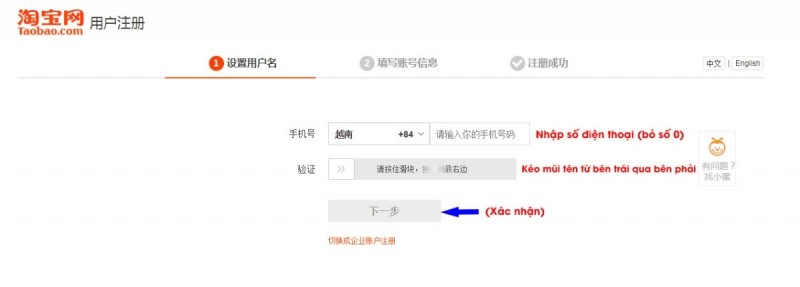 淘宝网
Taobao.com 用户注册
1 设置用户名 2 填写账号信息 注册成功 中文 | English
手机号 越南 +84 请输入你的手机号码 Nhập số điện thoại (bỏ số 0)
验证 >> 请按住滑块，拖 最右边 Kéo mũi tên từ bên trái qua bên phải
有问题？
找小蜜
下一步 (Xác nhận)
切换成企业账户注册